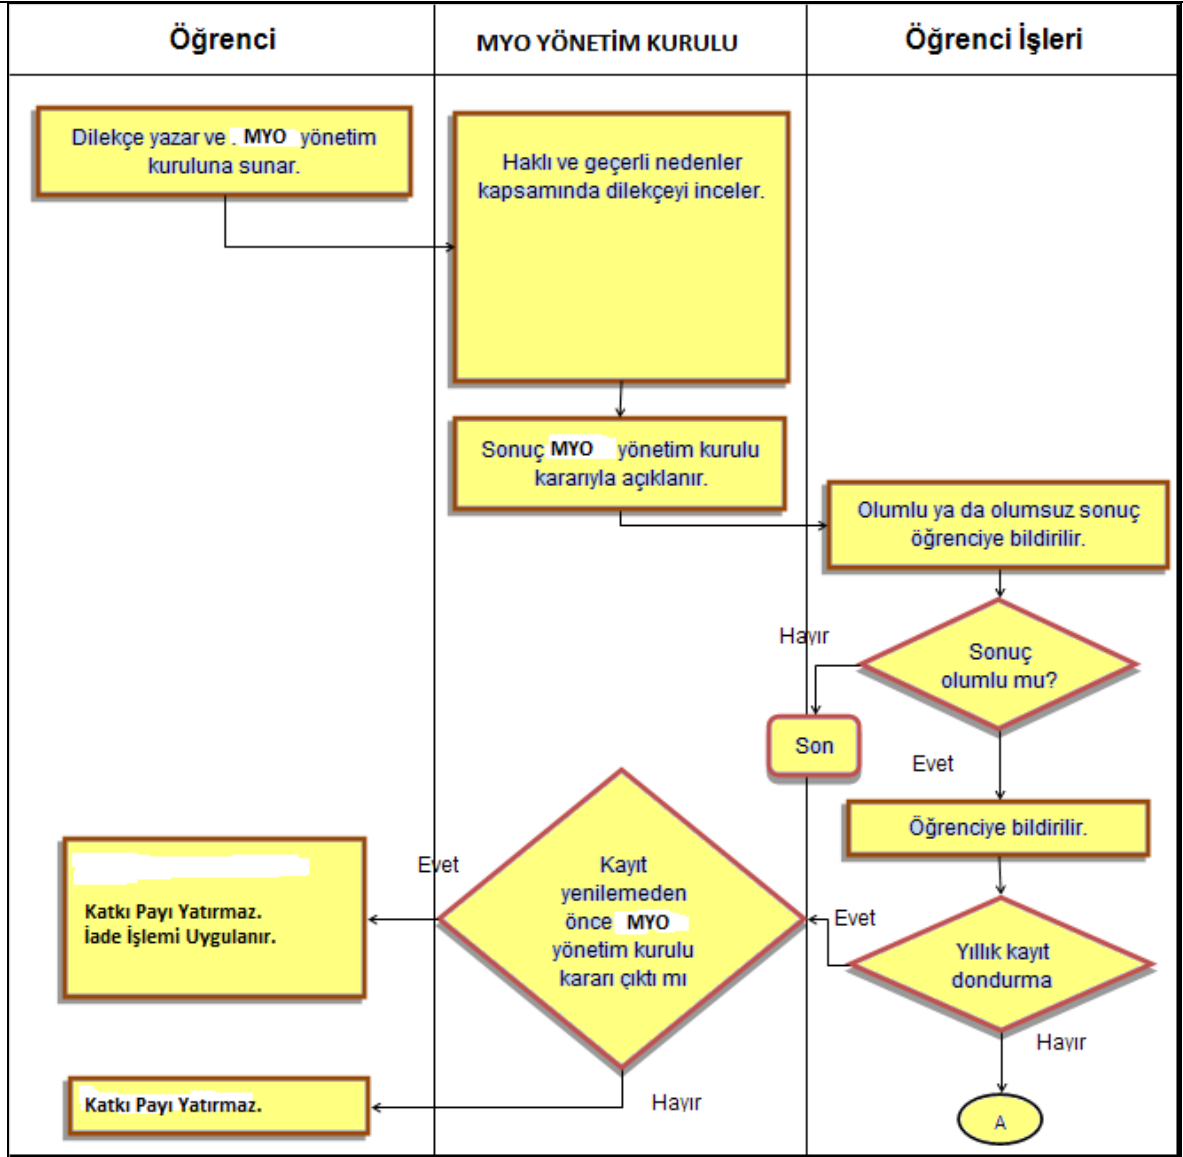 Öğrenci
MYO YÖNETİM KURULU
Öğrenci İşleri
Dilekçe yazar ve . MYO yönetim
kuruluna sunar.
Haklı ve geçerli nedenler
kapsamında dilekçeyi inceler.
Sonuç MYO yönetim kurulu
kararıyla açıklanır.
Olumlu ya da olumsuz sonuç
öğrenciye bildirilir.
Hayır
Sonuç
olumlu mu?
Son
Evet
Öğrenciye bildirilir.
Evet
Kayıt
yenilemeden
önce MYO
yönetim kurulu
kararı çıktı mı
Evet
Yıllık kayıt
dondurma
Katkı Payı Yatırmaz.
İade İşlemi Uygulanır.
Hayır
Katkı Payı Yatırmaz.
Hayır
A